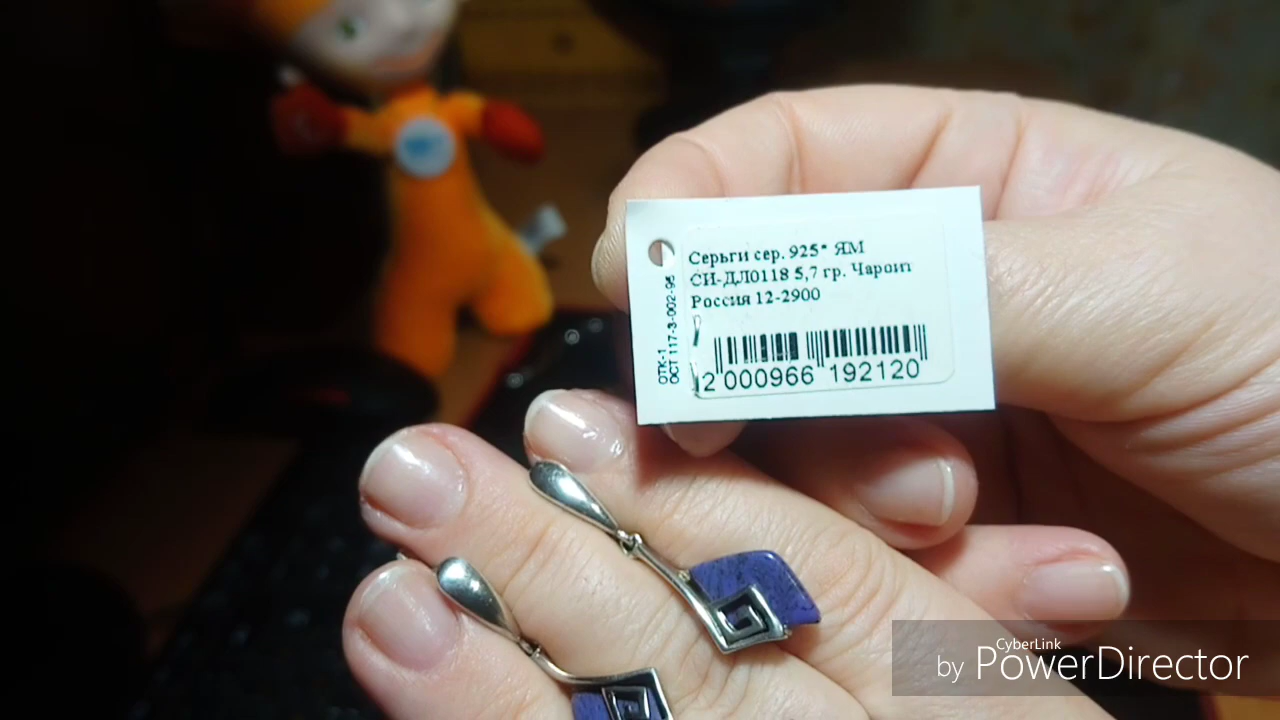 Серьги сер. 925* ЯМ
СИ-ДЛ0118 5,7 гр. Чароит
Россия 12-2900
ОТК-1
ОСТ 117-3-002-95
2 000966 192120
CyberLink
by PowerDirector